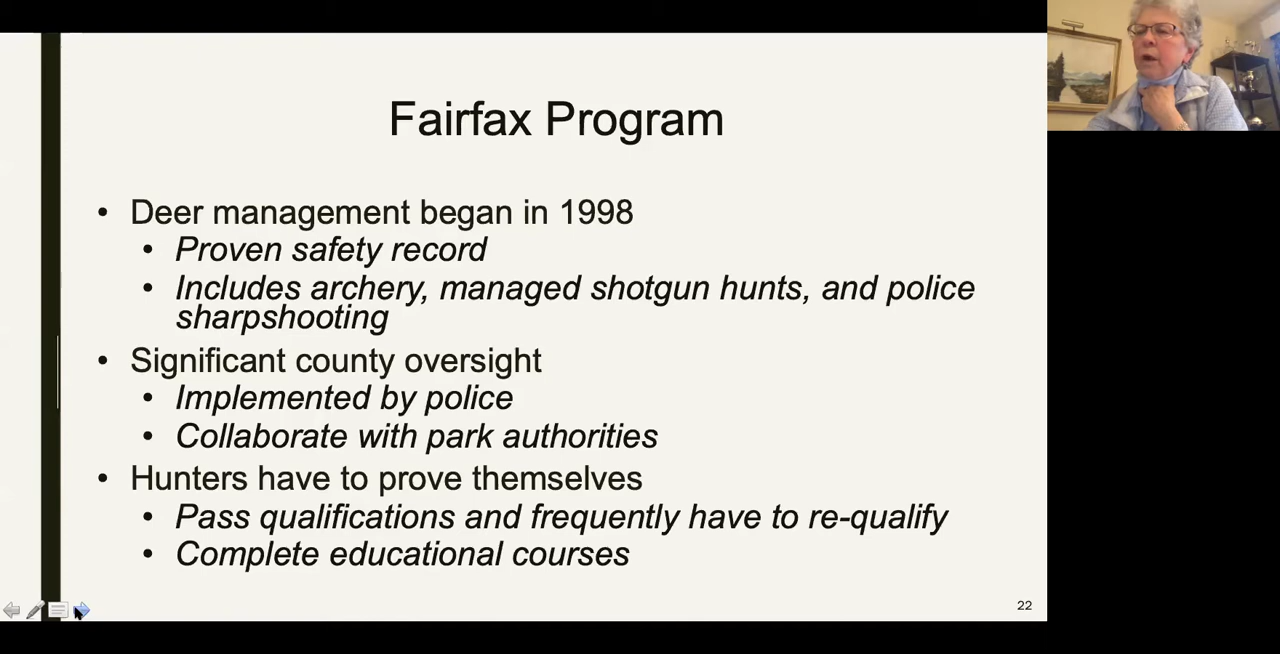 Fairfax Program
• Deer management began in 1998
• Proven safety record
• Includes archery, managed shotgun hunts, and police
sharpshooting
• Significant county oversight
• Implemented by police
• Collaborate with park authorities
• Hunters have to prove themselves
• Pass qualifications and frequently have to re-qualify
• Complete educational courses
22